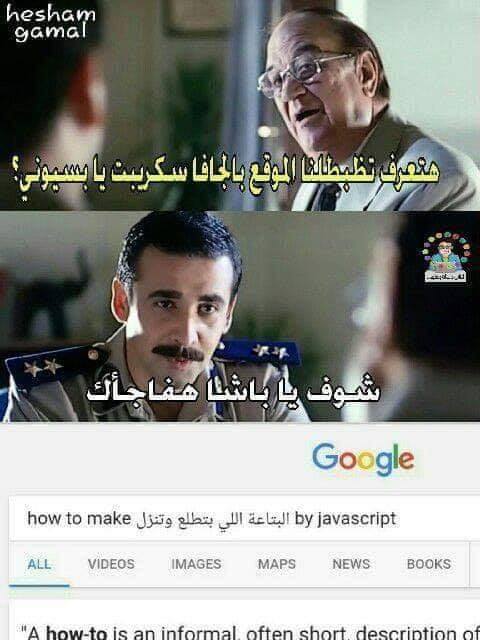 hesham
gamal
هتعرف تظبطلنا الموقع بالجافا سكريبت يا بسيوني؟
شوف يا باشا هفاجأك
Google
how to make البتاعة اللي بتطلع وتنزل by javascript
ALL VIDEOS IMAGES MAPS NEWS BOOKS
"A how-to is an informal, often short, description of